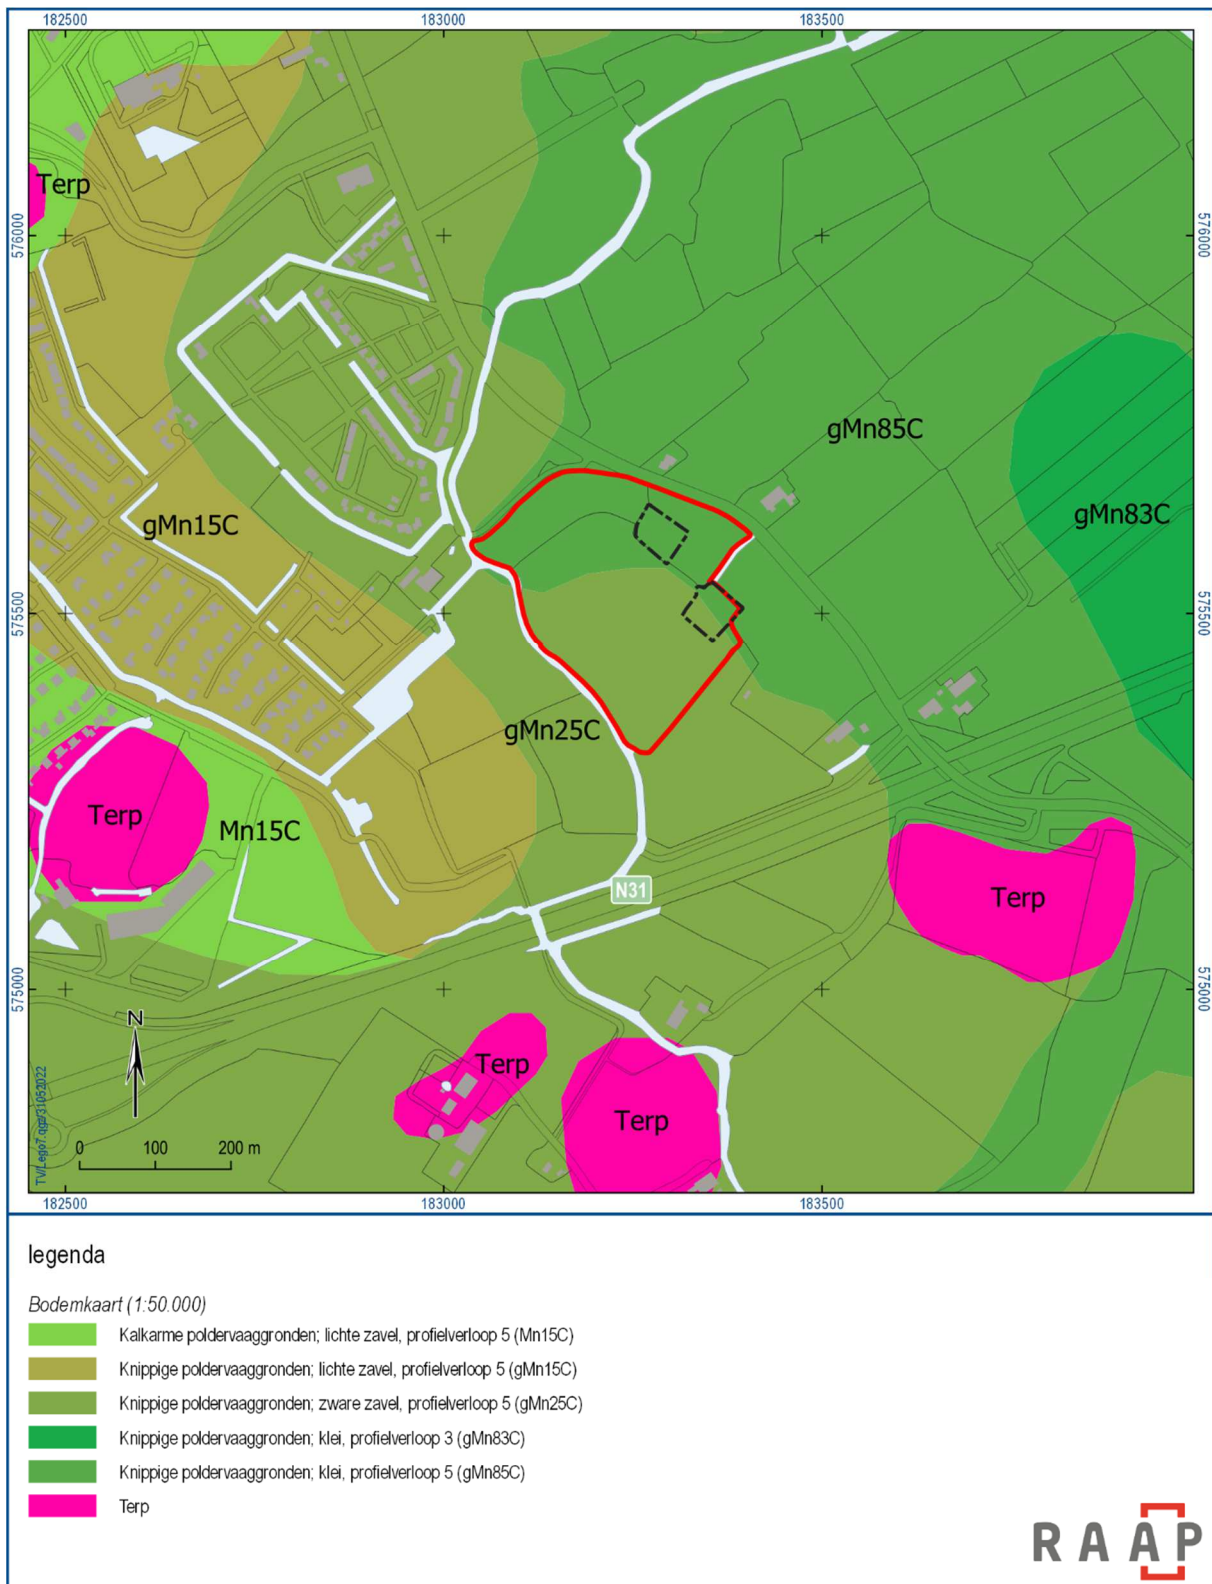 182500 183000 183500
Terp
576000 576000
gMn85C
gMn83C
gMn15C
575500 575500
gMn25C
Terp
Mn15C
N31
Terp
575000 575000
N
Terp
Terp
0 100 200 m
182500 183000 183500
legenda
Bodemkaart (1:50.000)
Kalkarme poldervaaggronden; lichte zavel, profielverloop 5 (Mn15C)
Knippige poldervaaggronden; lichte zavel, profielverloop 5 (gMn15C)
Knippige poldervaaggronden; zware zavel, profielverloop 5 (gMn25C)
Knippige poldervaaggronden; klei, profielverloop 3 (gMn83C)
Knippige poldervaaggronden; klei, profielverloop 5 (gMn85C)
Terp
RAAP